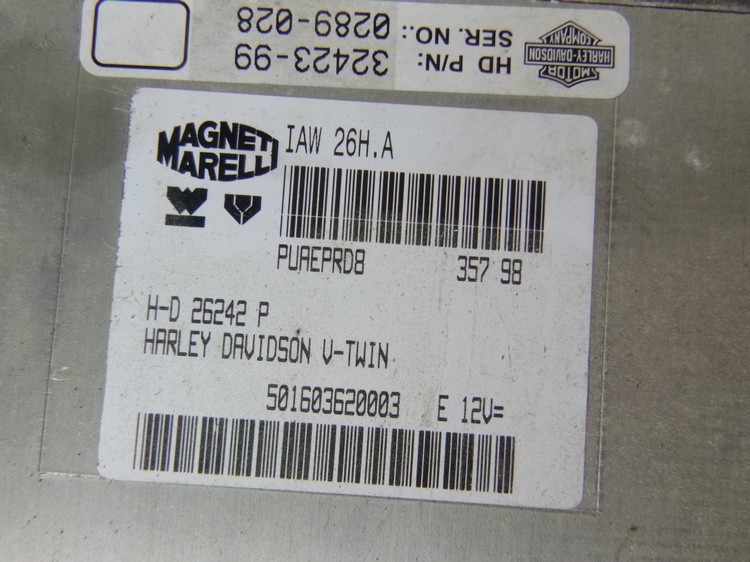 HD P/N: 32423-99
SER. NO.: 0289-028
MOTOR
HARLEY-DAVIDSON
COMPANY
MAGNETI
MARELLI
IAW 26H.A
PUAEPRD8 357 98
H-D 26242 P
HARLEY DAVIDSON V-TWIN
501603620003 E 12V=